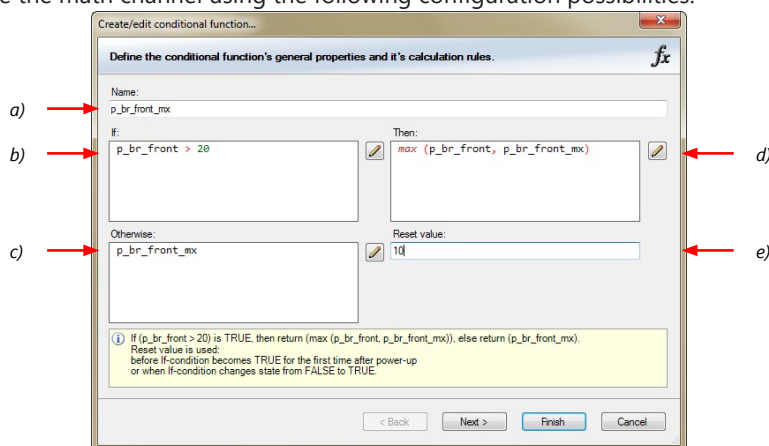 e the math channel using the following configuration possibilities:
Create/edit conditional function...
Define the conditional function's general properties and it's calculation rules.
fx
Name:
a)
p_br_front_mx
If:
Then:
b)
p_br_front > 20
max (p_br_front, p_br_front_mx)
d)
Otherwise:
Reset value:
c)
p_br_front_mx
10
e)
If (p_br_front > 20) is TRUE, then return (max (p_br_front, p_br_front_mx)), else return (p_br_front_mx).
Reset value is used:
before If-condition becomes TRUE for the first time after power-up
or when If-condition changes state from FALSE to TRUE.
< Back
Next >
Finish
Cancel